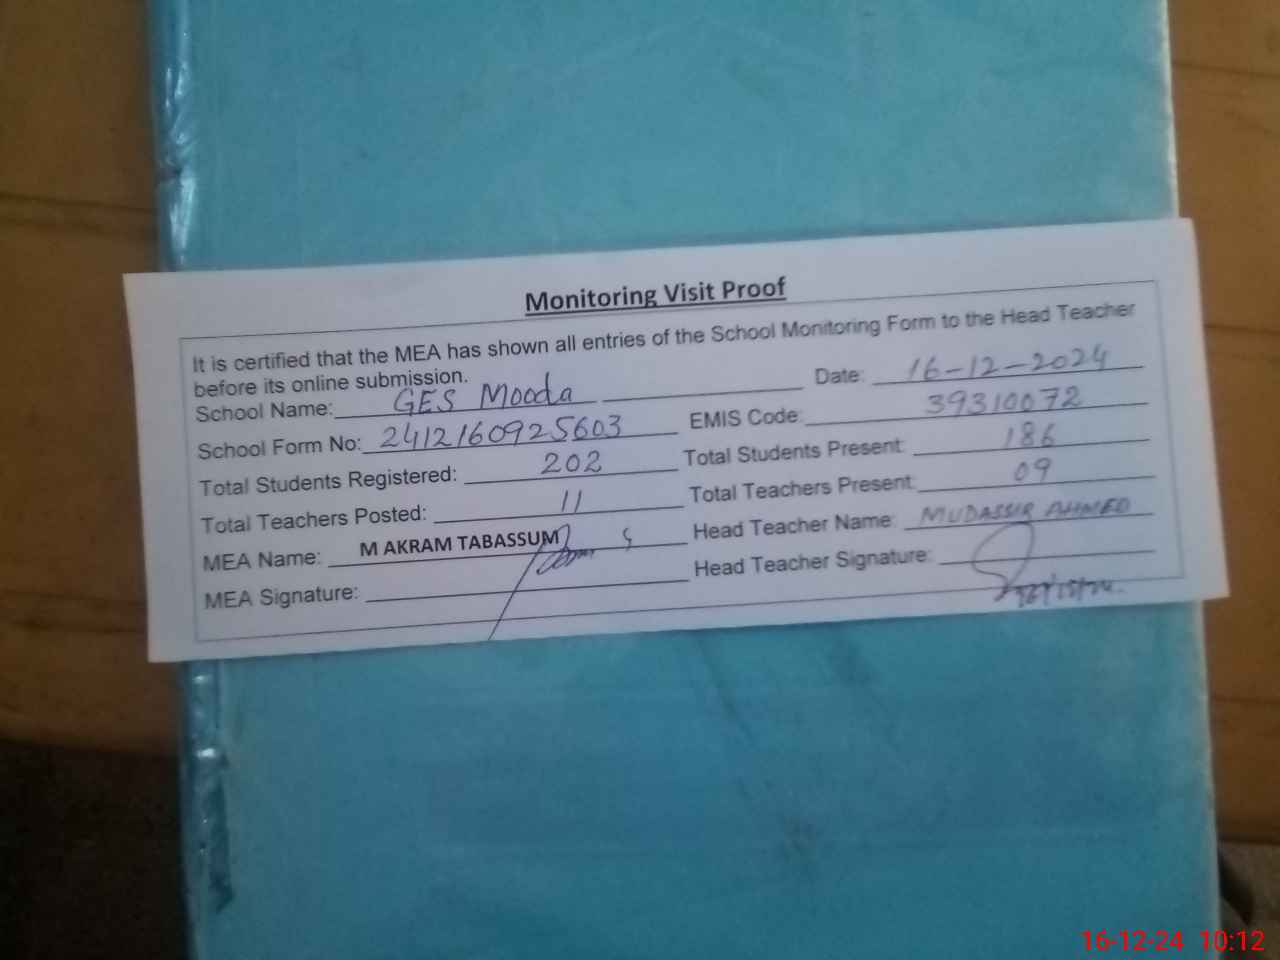 Monitoring Visit Proof
It is certified that the MEA has shown all entries of the School Monitoring Form to the Head Teacher
before its online submission.
School Name: GES Mooda Date: 16-12-2024
School Form No: 2412160925603 EMIS Code: 39310072
Total Students Registered: 202 Total Students Present: 186
Total Teachers Posted: 11 Total Teachers Present: 09
MEA Name: M AKRAM TABASSUM Head Teacher Name: MUDASSIR AHMED
MEA Signature: Head Teacher Signature:
16-12-24 10:12